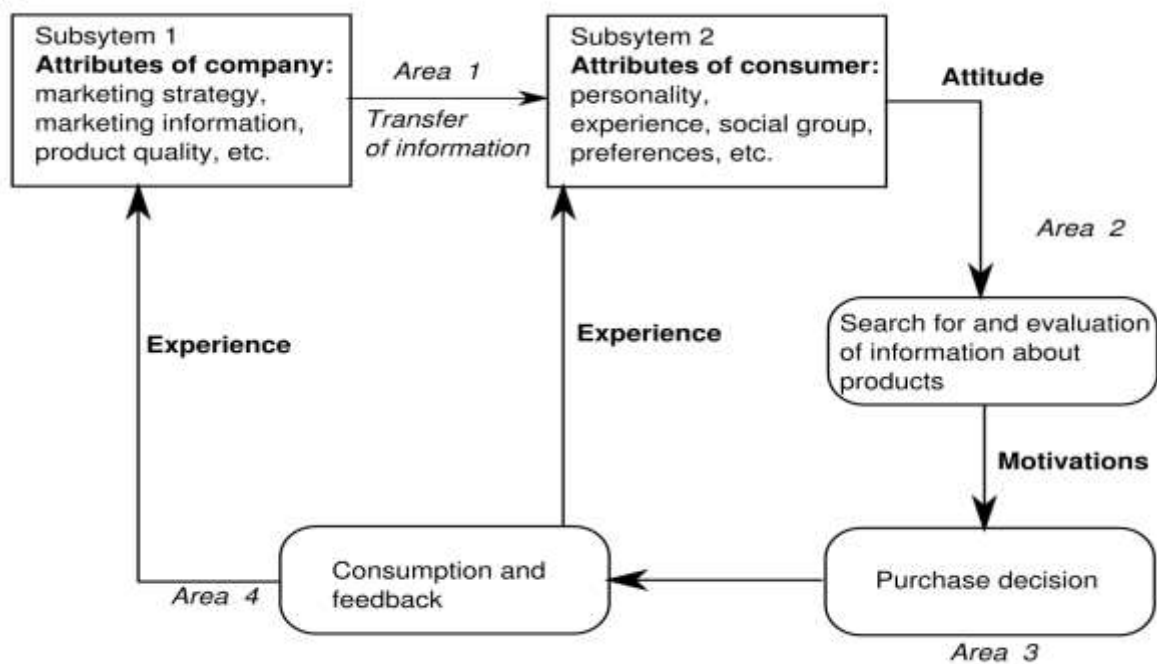 Subsytem 1
Attributes of company:
marketing strategy,
marketing information,
product quality, etc.
Area 1
Transfer
of information
Subsytem 2
Attributes of consumer:
personality,
experience, social group,
preferences, etc.
Attitude
Area 2
Search for and evaluation
of information about
products
Experience
Experience
Motivations
Consumption and
feedback
Purchase decision
Area 4
Area 3